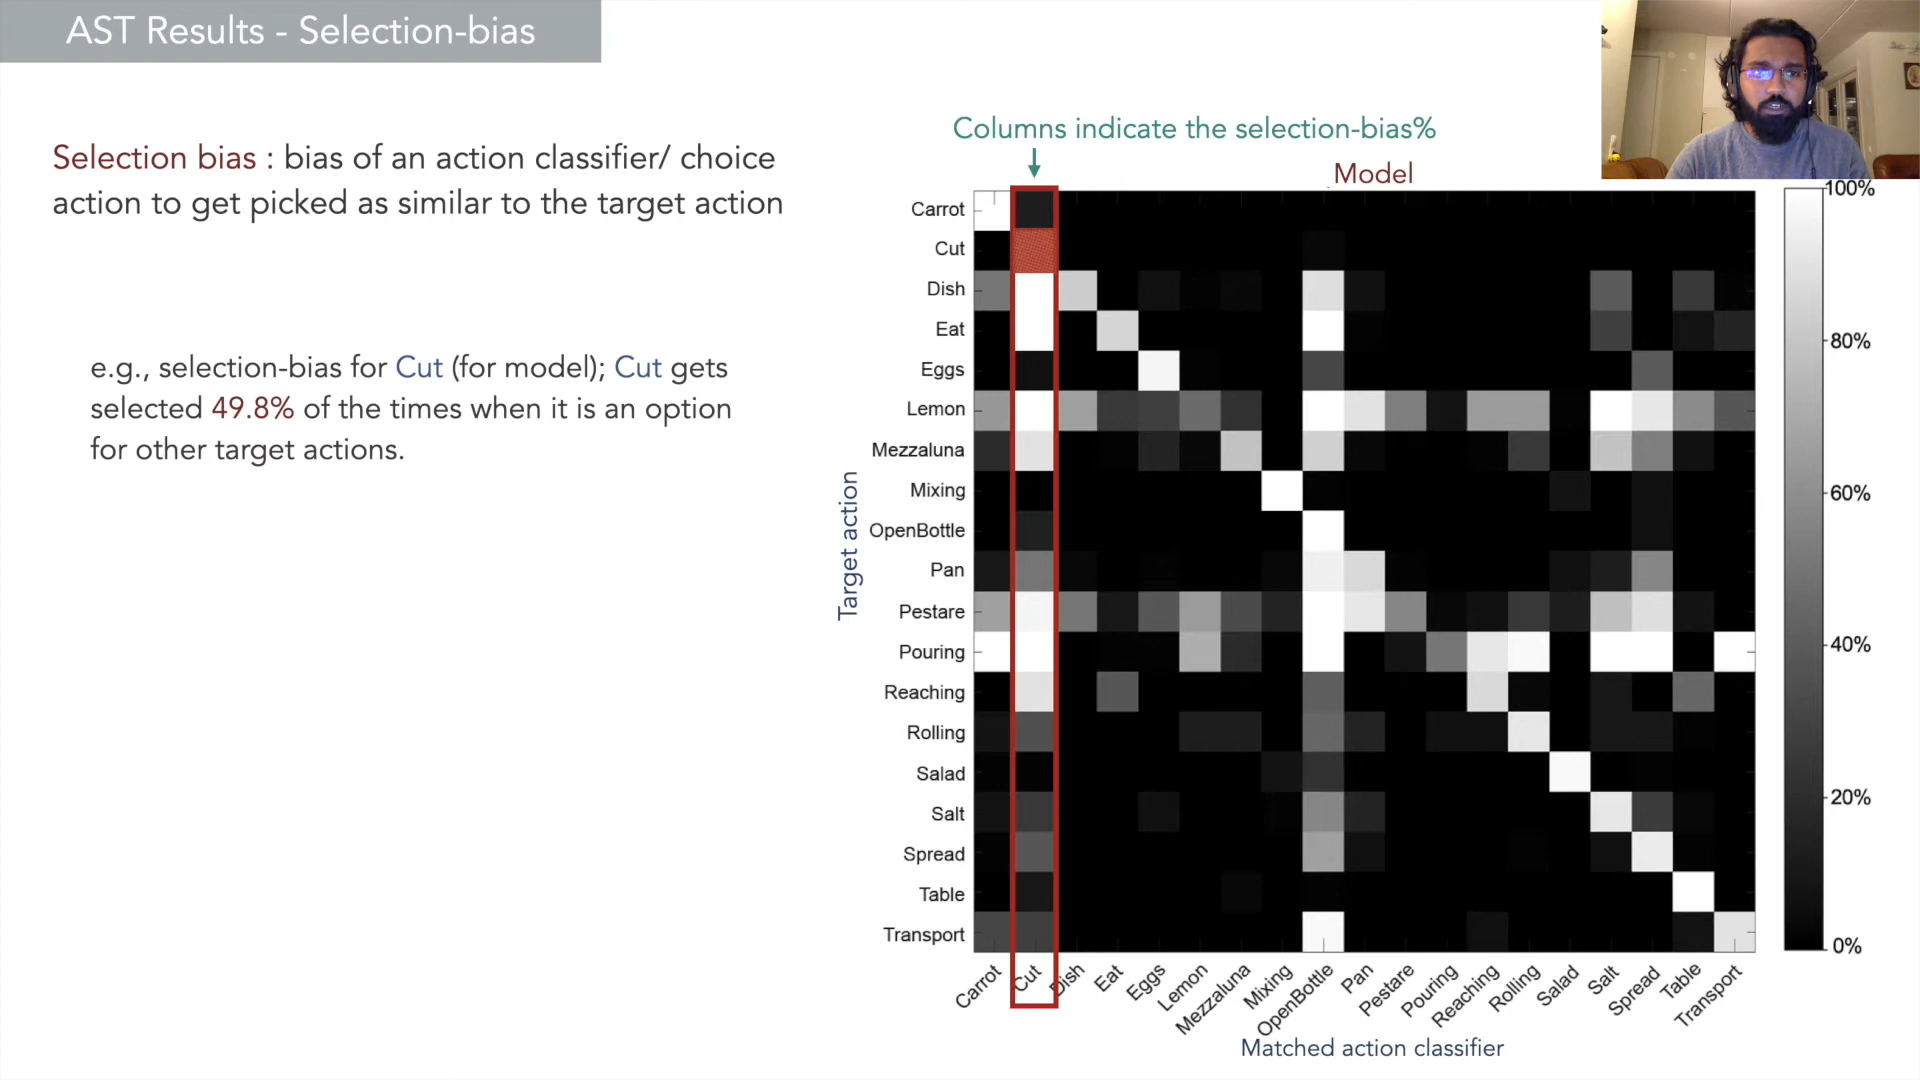 AST Results - Selection-bias
Selection bias : bias of an action classifier/ choice
action to get picked as similar to the target action
e.g., selection-bias for Cut (for model); Cut gets
selected 49.8% of the times when it is an option
for other target actions.
Columns indicate the selection-bias%
Model
Target action
Carrot
Cut
Dish
Eat
Eggs
Lemon
Mezzaluna
Mixing
OpenBottle
Pan
Pestare
Pouring
Reaching
Rolling
Salad
Salt
Spread
Table
Transport
100%
80%
60%
40%
20%
0%
Carrot
Cut
Dish
Eat
Eggs
Lemon
Mezzaluna
Mixing
OpenBottle
Pan
Pestare
Pouring
Reaching
Rolling
Salad
Salt
Spread
Table
Transport
Matched action classifier